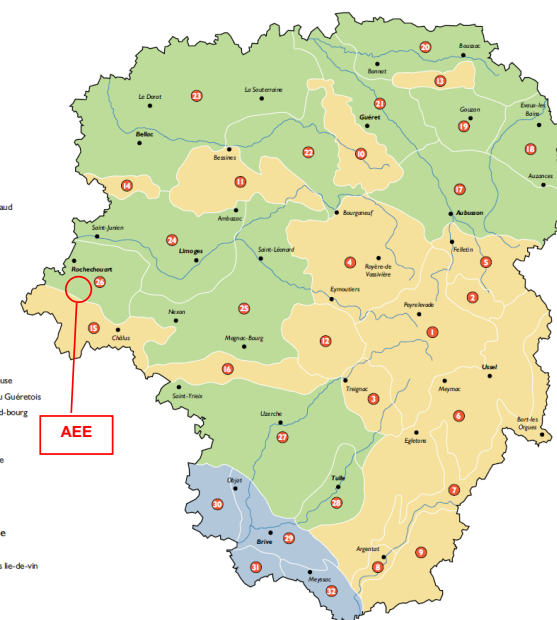 20
Boussac
Bonnat
13
Le Dorat
23
La Souterraine
21
Gouzon
Evaux-les
Bains
Guéret
19
Bellac
18
22
10
Bessines
Auzances
14
11
17
aud
Ambazac
Bourganeuf
Aubusson
Saint-Junien
24
Limoges
Saint-Léonard
Felletin
Rochechouart
4
Royère-de
Vassivière
5
26
Eymoutiers
2
Nexon
25
Peyrelevade
15
Châlus
Magnac-Bourg
12
1
16
Ussel
use
Saint-Yrieix
Treignac
Meymac
u Guéretois
3
d-bourg
Uzerche
6
Bort-les
Orgues
AEE
27
Egletons
e
Objat
Tulle
7
30
28
e
Brive
29
Argentat
9
s lie-de-vin
31
Meyssac
8
32